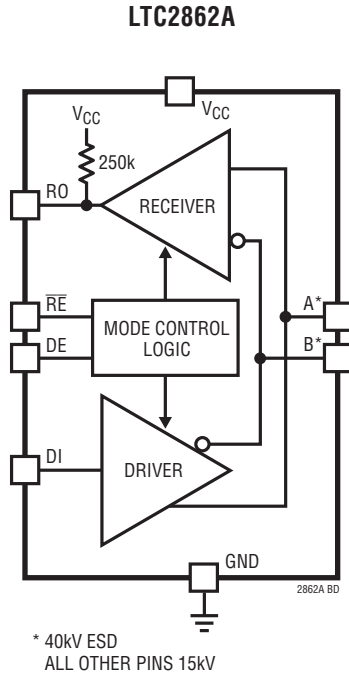 LTC2862A
VCC
VCC
250k
RO
RECEIVER
RE
A*
MODE CONTROL
LOGIC
DE
B*
DI
DRIVER
GND
2862A BD
* 40kV ESD
ALL OTHER PINS 15kV